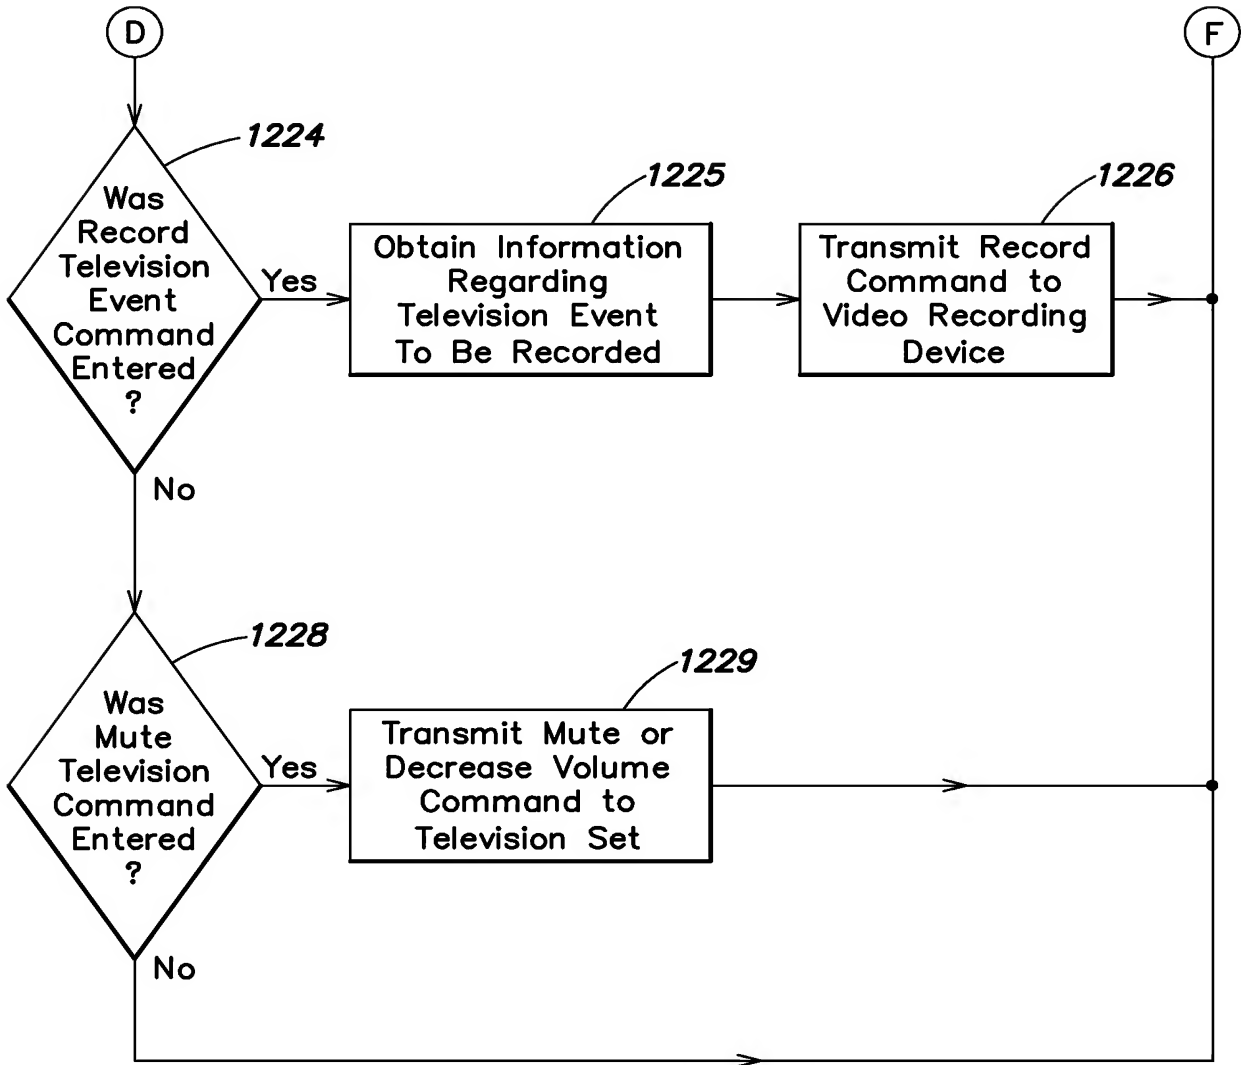 D
F
1224
Was
Record
Television
Event
Command
Entered
?
Yes
1225
Obtain Information
Regarding
Television Event
To Be Recorded
1226
Transmit Record
Command to
Video Recording
Device
No
1228
Was
Mute
Television
Command
Entered
?
Yes
1229
Transmit Mute or
Decrease Volume
Command to
Television Set
No